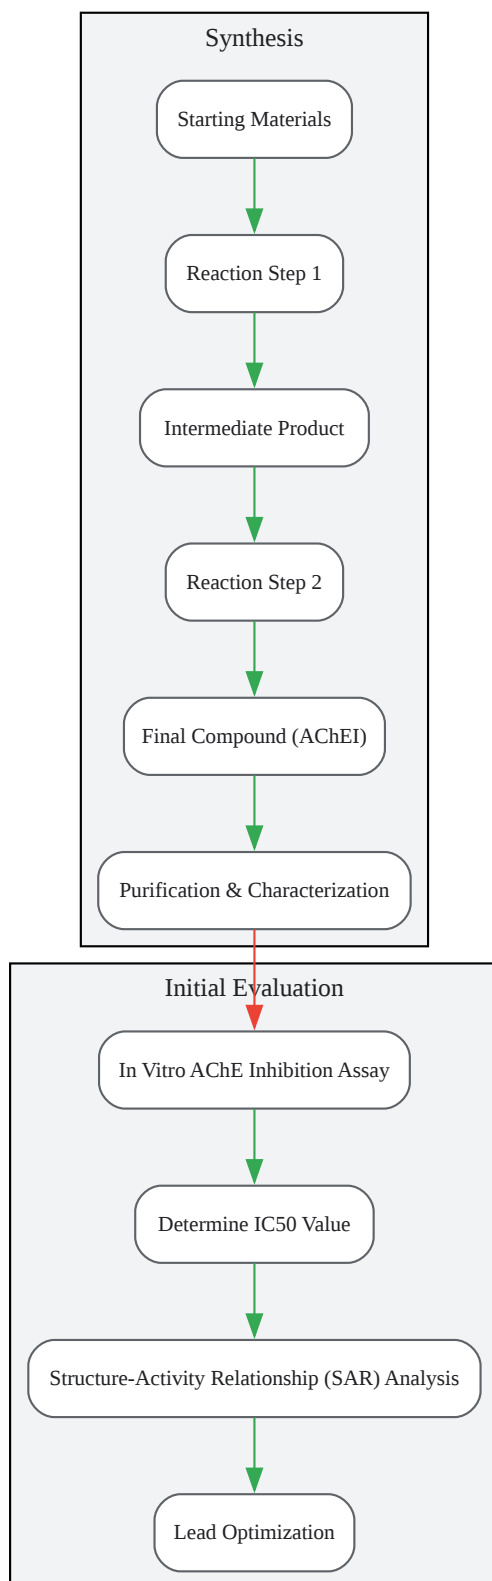 Synthesis
Starting Materials
Reaction Step 1
Intermediate Product
Reaction Step 2
Final Compound (AChEI)
Purification & Characterization
Initial Evaluation
In Vitro AChE Inhibition Assay
Determine IC50 Value
Structure-Activity Relationship (SAR) Analysis
Lead Optimization